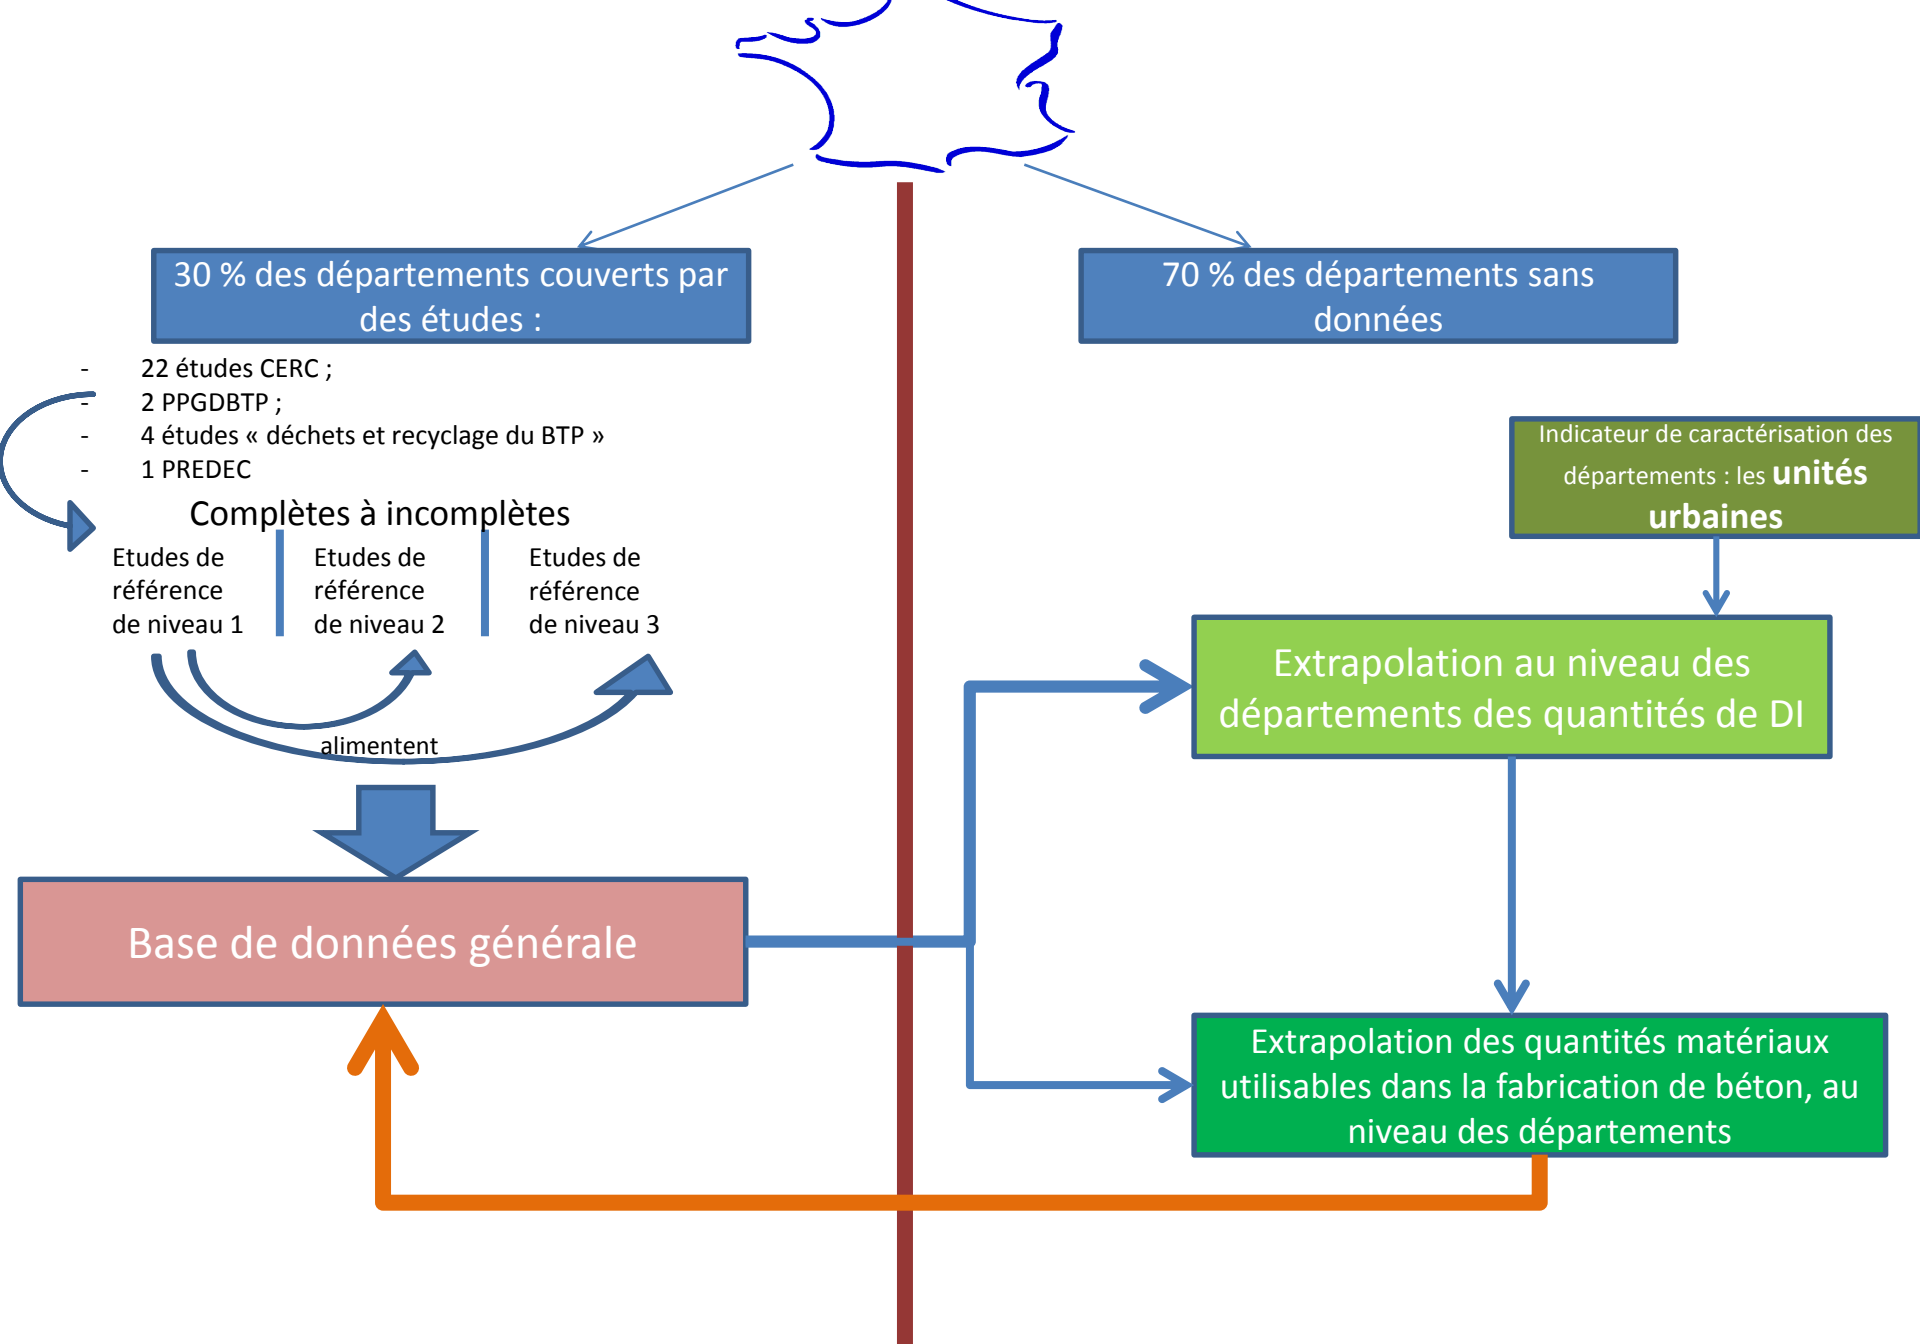 30 % des départements couverts par
des études :
70 % des départements sans
données
- 22 études CERC ;
- 2 PPGDBTP ;
- 4 études « déchets et recyclage du BTP »
- 1 PREDEC
Complètes à incomplètes
Etudes de
référence
de niveau 1
Etudes de
référence
de niveau 2
Etudes de
référence
de niveau 3
alimentent
Base de données générale
Indicateur de caractérisation des
départements : les unités
urbaines
Extrapolation au niveau des
départements des quantités de DI
Extrapolation des quantités matériaux
utilisables dans la fabrication de béton, au
niveau des départements